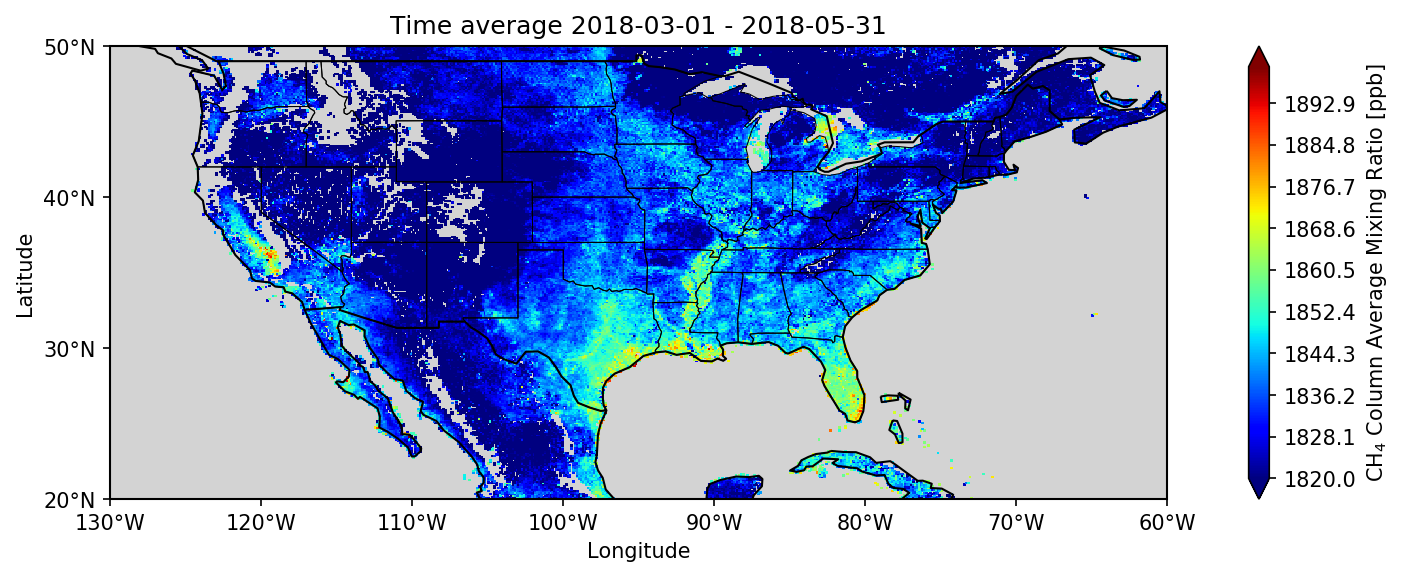 Time average 2018-03-01 - 2018-05-31
50°N
40°N
30°N
20°N
Latitude
130°W
120°W
110°W
100°W
90°W
80°W
70°W
60°W
Longitude
1892.9
1884.8
1876.7
1868.6
1860.5
1852.4
1844.3
1836.2
1828.1
1820.0
CH₄ Column Average Mixing Ratio [ppb]